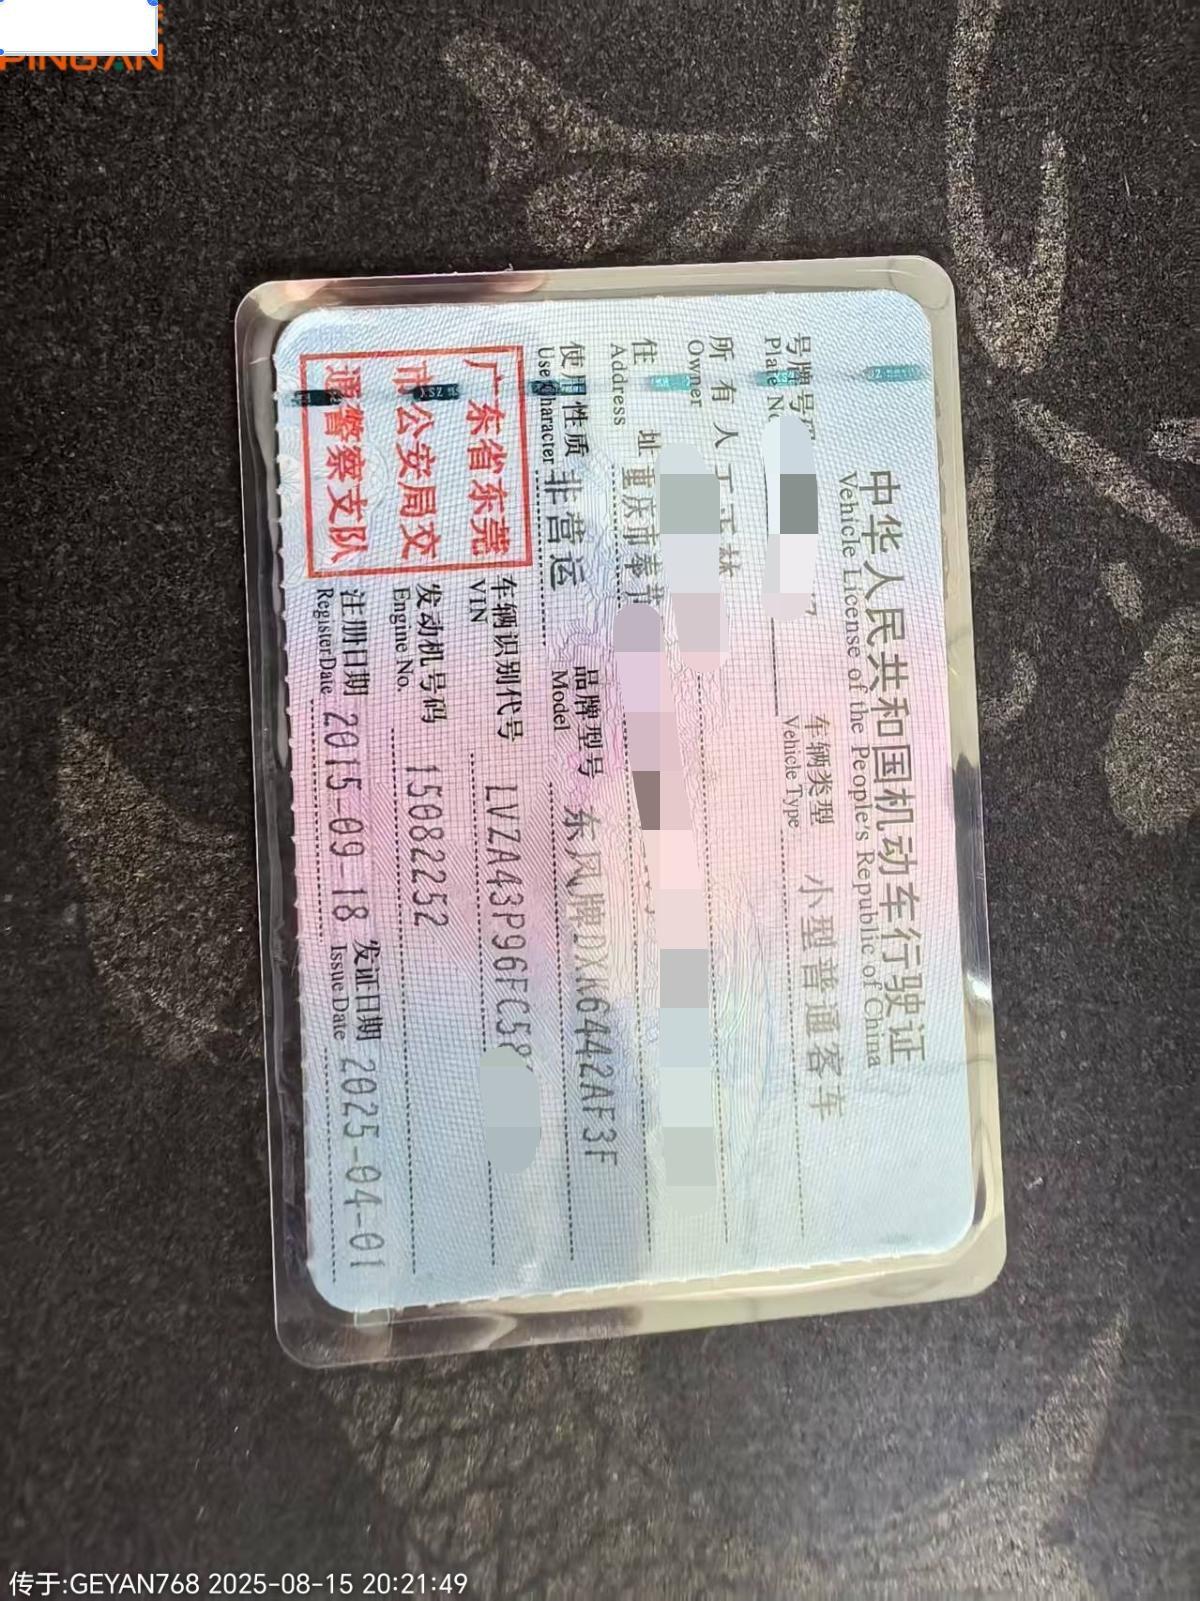 PING AN
中华人民共和国机动车行驶证
Vehicle License of the People's Republic of China
号牌号码
Plate No
车辆类型 小型普通客车
Vehicle Type
所有人
Owner
住址 重庆市奉节
Address
使用性质 非营运
Use Character
品牌型号 东风牌DXK6442AF3F
Model
广东省东莞
市公安局交
通警察支队
车辆识别代号 LVZA43P96FC58
VIN
发动机号码 15082252
Engine No.
注册日期 2015-09-18
Register Date
发证日期 2025-04-01
Issue Date
传于:GEYAN768 2025-08-15 20:21:49